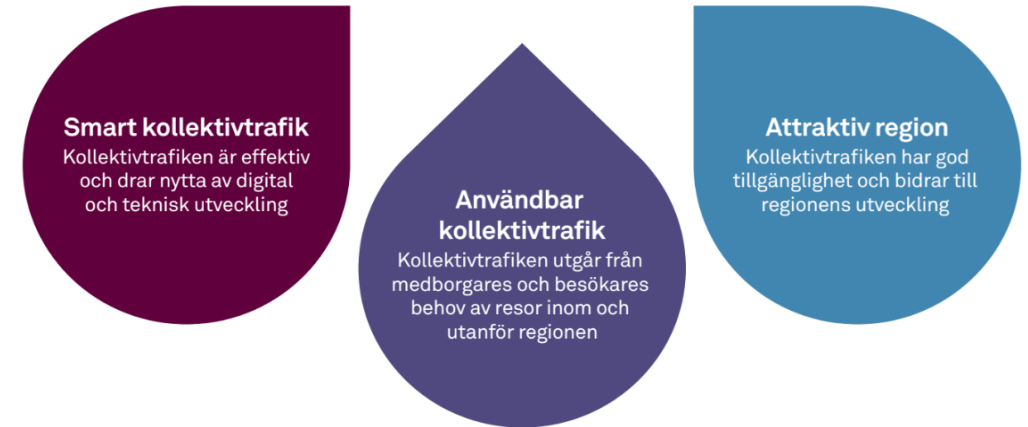 Smart kollektivtrafik
Kollektivtrafiken är effektiv
och drar nytta av digital
och teknisk utveckling
Användbar
kollektivtrafik
Kollektivtrafiken utgår från
medborgares och besökares
behov av resor inom och
utanför regionen
Attraktiv region
Kollektivtrafiken har god
tillgänglighet och bidrar till
regionens utveckling